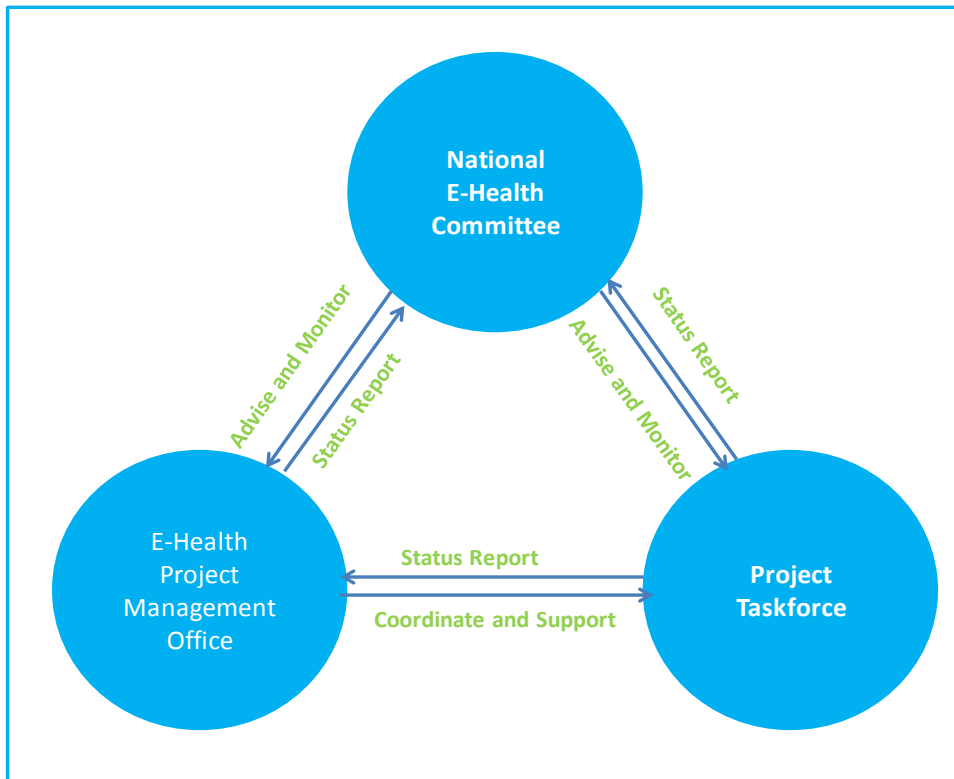 National
E-Health
Committee
Advise and Monitor
Status Report
Advise and Monitor
Status Report
E-Health
Project
Management
Office
Status Report
Coordinate and Support
Project
Taskforce